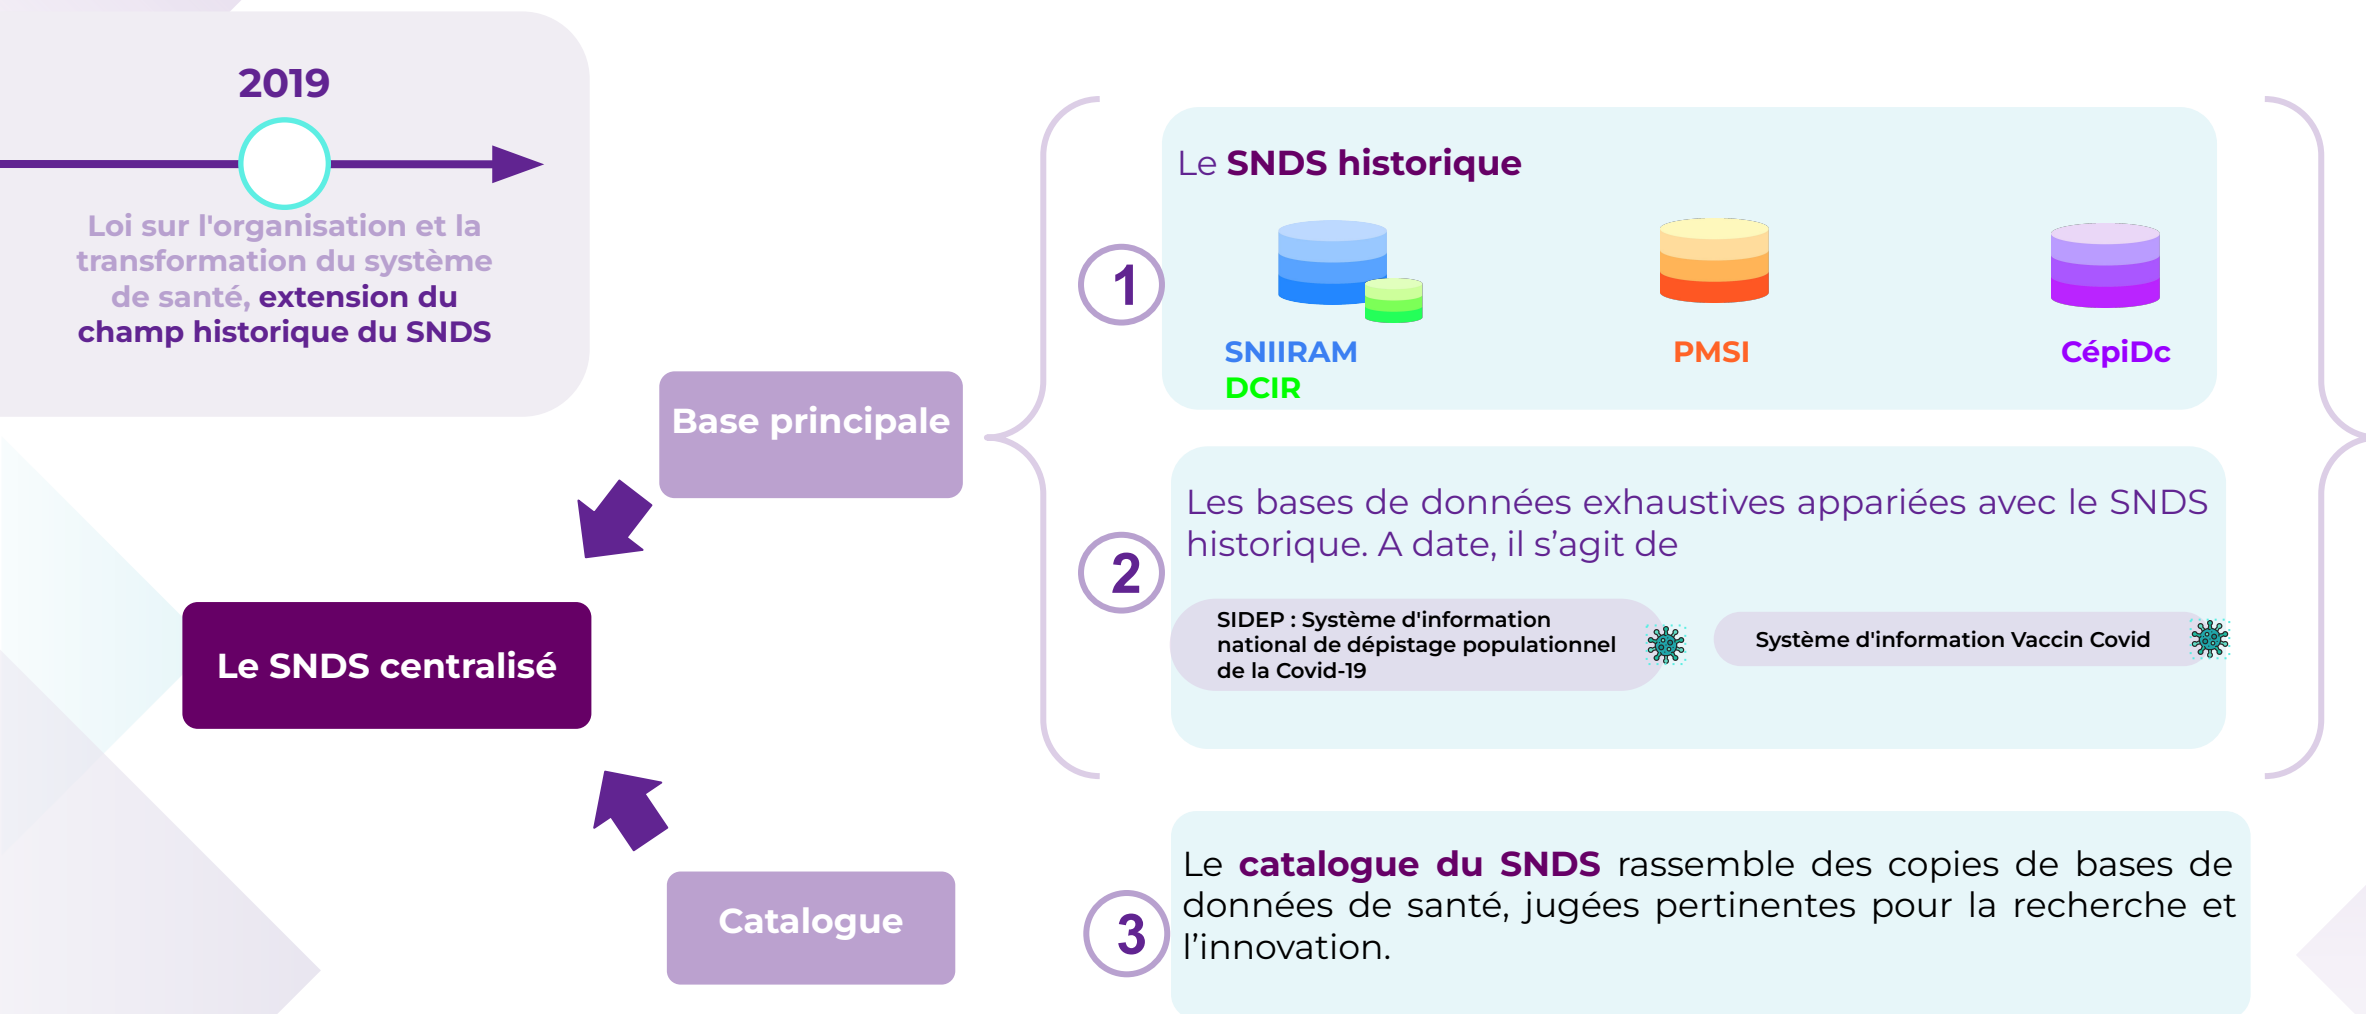 2019
Loi sur l'organisation et la
transformation du système
de santé, extension du
champ historique du SNDS
Base principale
Le SNDS centralisé
Catalogue
1
Le SNDS historique
SNIIRAM
DCIR
PMSI
CépiDc
2
Les bases de données exhaustives appariées avec le SNDS
historique. A date, il s’agit de
SIDEP : Système d'information
national de dépistage populationnel
de la Covid-19
Système d'information Vaccin Covid
3
Le catalogue du SNDS rassemble des copies de bases de
données de santé, jugées pertinentes pour la recherche et
l’innovation.